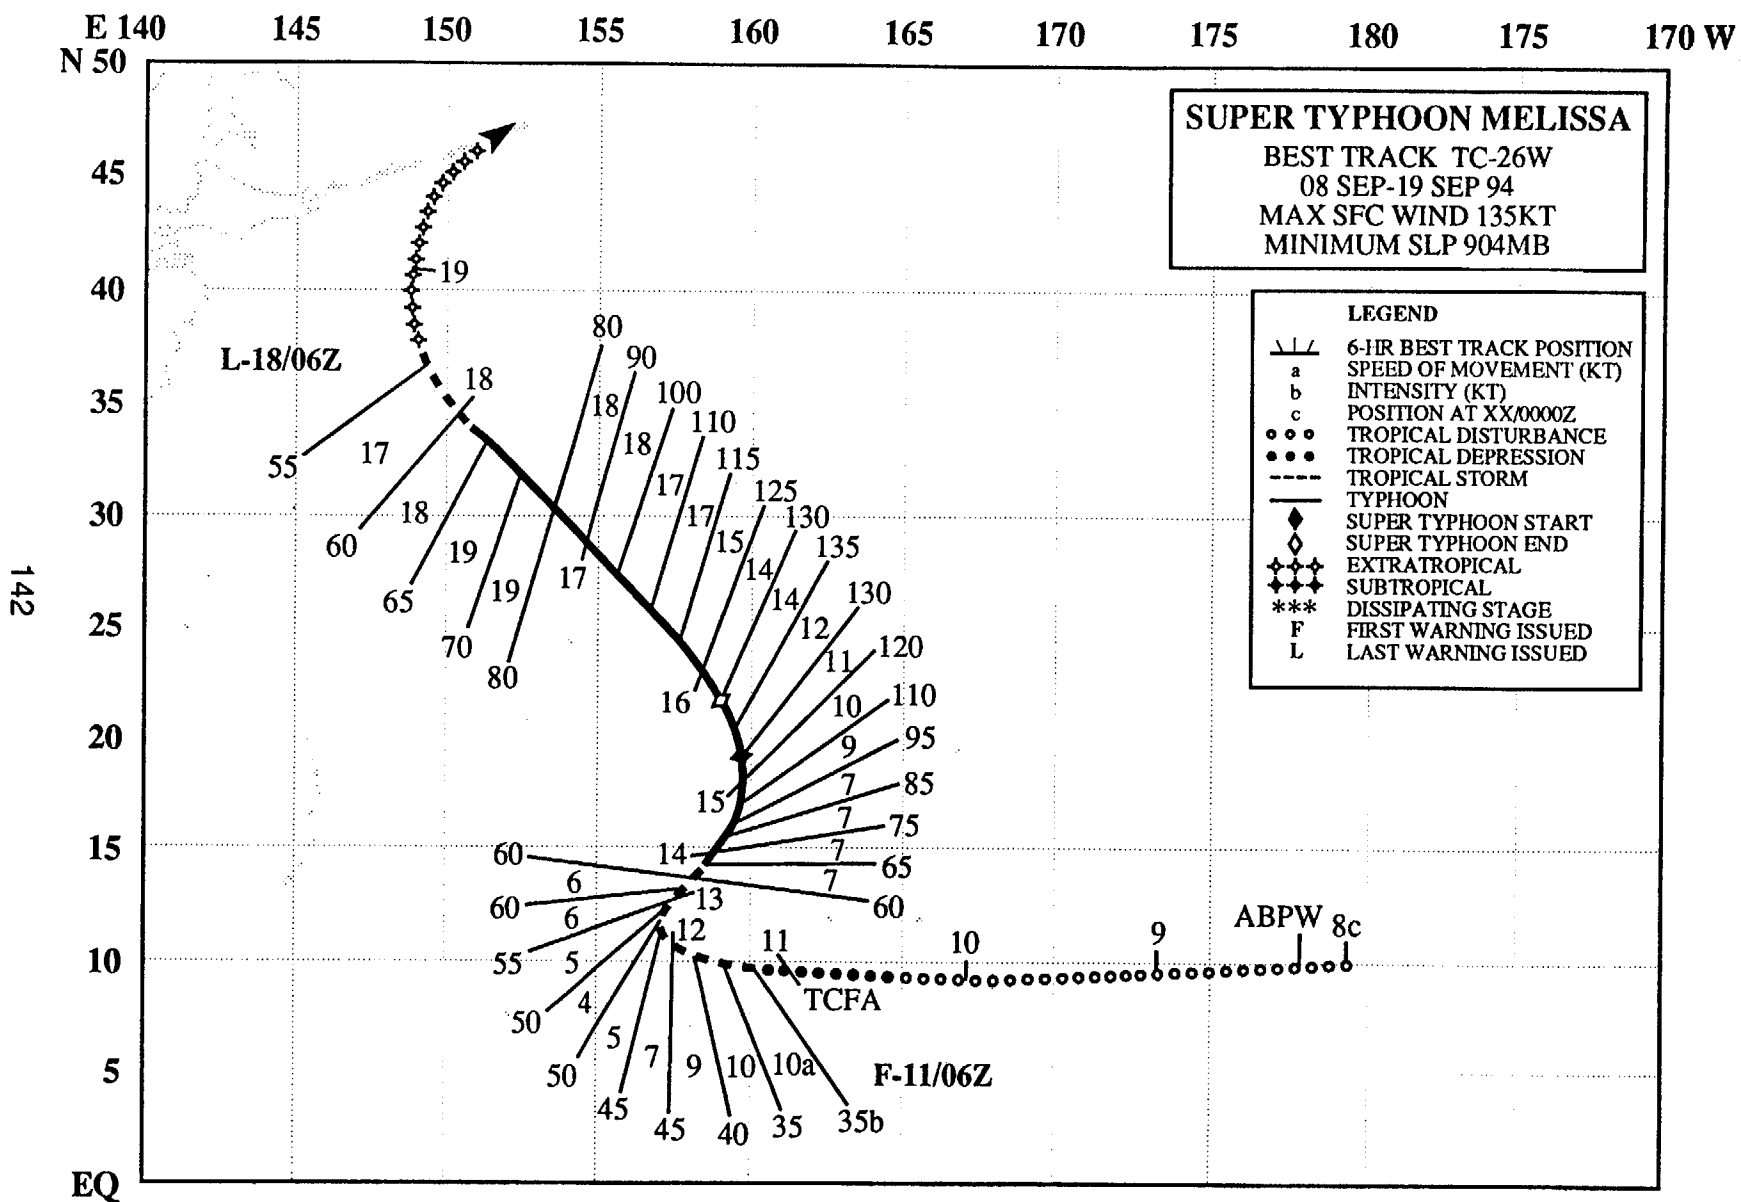 E 140 145 150 155 160 165 170 175 180 175 170 W
N 50
SUPER TYPHOON MELISSA
BEST TRACK TC-26W
08 SEP-19 SEP 94
MAX SFC WIND 135KT
MINIMUM SLP 904MB
45
19
40
LEGEND
6-HR BEST TRACK POSITION
a SPEED OF MOVEMENT (KT)
b INTENSITY (KT)
c POSITION AT XX/0000Z
TROPICAL DISTURBANCE
TROPICAL DEPRESSION
TROPICAL STORM
TYPHOON
SUPER TYPHOON START
SUPER TYPHOON END
EXTRATROPICAL
SUBTROPICAL
*** DISSIPATING STAGE
F FIRST WARNING ISSUED
L LAST WARNING ISSUED
80
L-18/06Z
90
18
100
35
18
110
18
17
115
55
17
125
18
17
130
30
60
15
135
19
17
14
142
65
19
14
130
25
12
70
120
80
11
16
110
10
20
95
9
85
15
7
75
7
15
60
14
7
65
6
7
60
13
60
6
ABPW
8c
12
11
10
9
10
55
5
TCFA
50
4
5
5
50
7
9
10
10a
F-11/06Z
45
45
40
35
35b
EQ